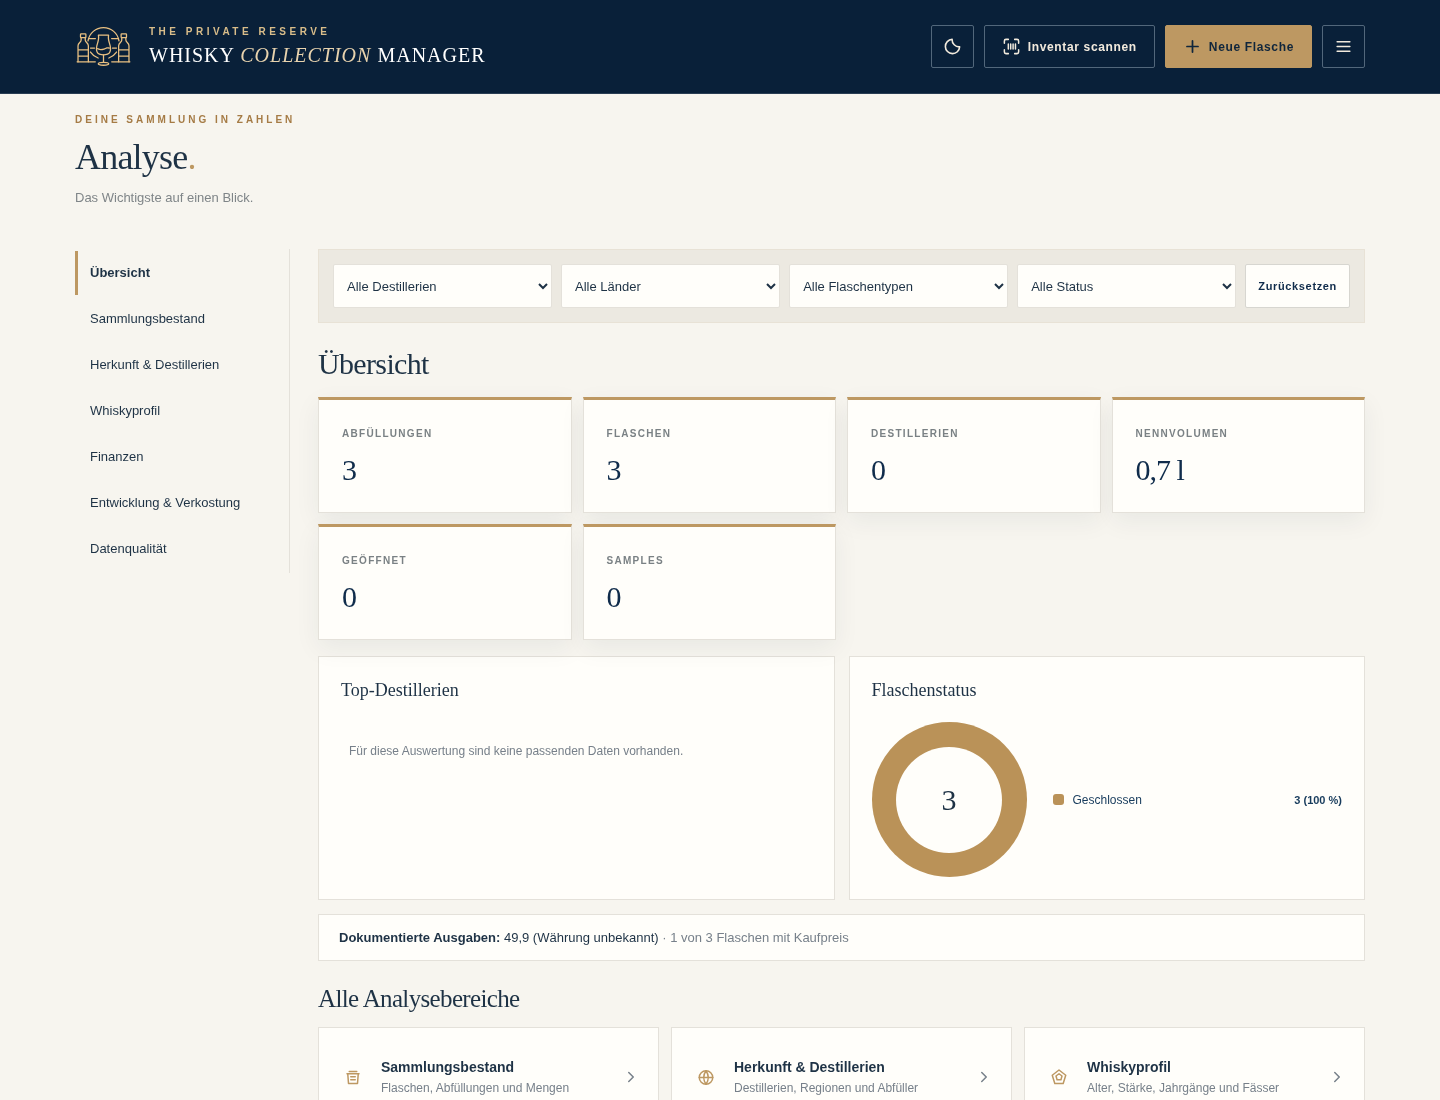 THE PRIVATE RESERVE
WHISKY COLLECTION MANAGER
Inventar scannen
Neue Flasche
DEINE SAMMLUNG IN ZAHLEN
Analyse.
Das Wichtigste auf einen Blick.
Übersicht
Sammlungsbestand
Herkunft & Destillerien
Whiskyprofil
Finanzen
Entwicklung & Verkostung
Datenqualität
Alle Destillerien
Alle Länder
Alle Flaschentypen
Alle Status
Zurücksetzen
Übersicht
ABFÜLLUNGEN
3
FLASCHEN
3
DESTILLERIEN
0
NENNVOLUMEN
0,7 l
GEÖFFNET
0
SAMPLES
0
Top-Destillerien
Für diese Auswertung sind keine passenden Daten vorhanden.
Flaschenstatus
3
Geschlossen
3 (100 %)
Dokumentierte Ausgaben: 49,9 (Währung unbekannt) · 1 von 3 Flaschen mit Kaufpreis
Alle Analysebereiche
Sammlungsbestand
Flaschen, Abfüllungen und Mengen
Herkunft & Destillerien
Destillerien, Regionen und Abfüller
Whiskyprofil
Alter, Stärke, Jahrgänge und Fässer